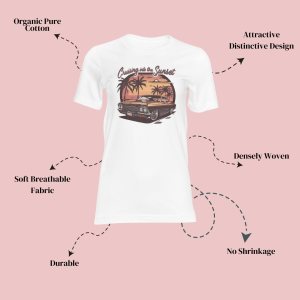 Organic Pure
Cotton
Attractive
Distinctive Design
Cruising into the Sunset
Densely Woven
Soft Breathable
Fabric
No Shrinkage
Durable